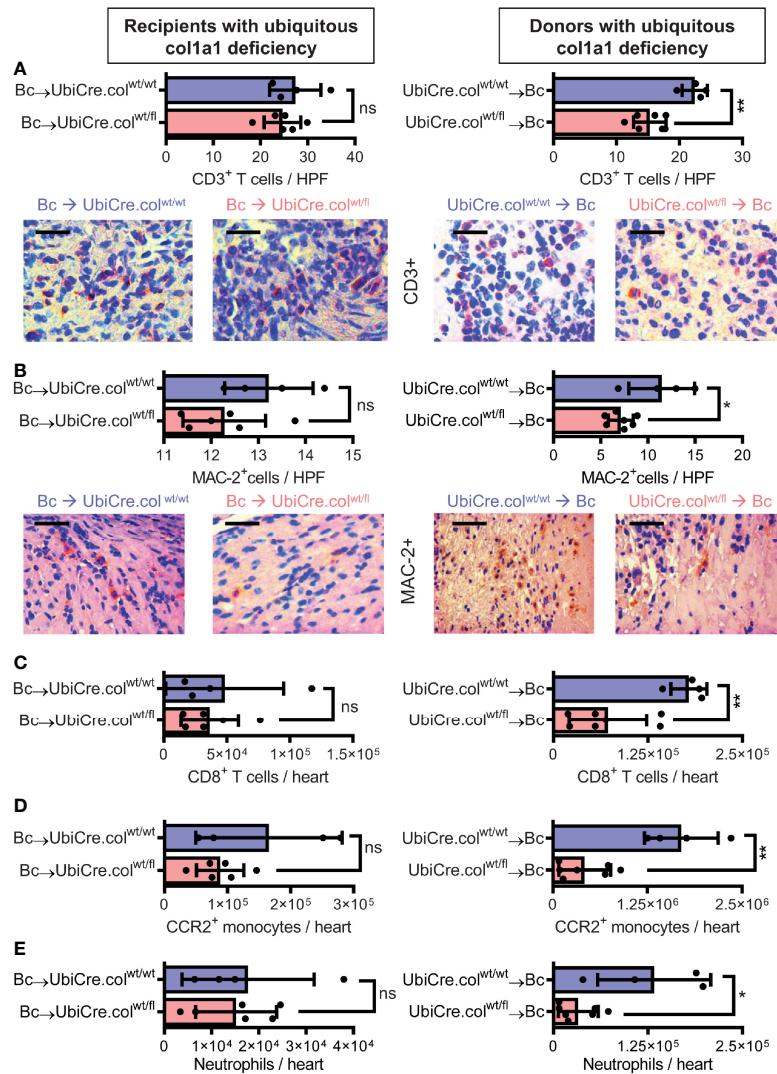 Recipients with ubiquitous
col1a1 deficiency
Donors with ubiquitous
col1a1 deficiency
A
Bc→UbiCre.colwt/wt
Bc→UbiCre.colwt/fl
ns
0 10 20 30 40
CD3+ T cells / HPF
UbiCre.colwt/wt→Bc
UbiCre.colwt/fl→Bc
**
0 10 20 30
CD3+ T cells / HPF
Bc → UbiCre.colwt/wt
Bc → UbiCre.colwt/fl
CD3+
UbiCre.colwt/wt → Bc
UbiCre.colwt/fl → Bc
B
Bc→UbiCre.colwt/wt
Bc→UbiCre.colwt/fl
ns
11 12 13 14 15
MAC-2+cells / HPF
UbiCre.colwt/wt→Bc
UbiCre.colwt/fl→Bc
*
0 5 10 15 20
MAC-2+cells / HPF
Bc → UbiCre.col wt/wt
Bc → UbiCre.colwt/fl
MAC-2+
UbiCre.colwt/wt → Bc
UbiCre.colwt/fl → Bc
C
Bc→UbiCre.colwt/wt
Bc→UbiCre.colwt/fl
ns
0 5×10⁴ 1.0×10⁵ 1.5×10⁵
CD8+ T cells / heart
UbiCre.colwt/wt→Bc
UbiCre.colwt/fl→Bc
**
0 1.25×10⁵ 2.5×10⁵
CD8+ T cells / heart
D
Bc→UbiCre.colwt/wt
Bc→UbiCre.colwt/fl
ns
0 1×10⁵ 2×10⁵ 3×10⁵
CCR2+ monocytes / heart
UbiCre.colwt/wt→Bc
UbiCre.colwt/fl→Bc
**
0 1.25×10⁶ 2.5×10⁶
CCR2+ monocytes / heart
E
Bc→UbiCre.colwt/wt
Bc→UbiCre.colwt/fl
ns
0 1×10⁴ 2×10⁴ 3×10⁴ 4×10⁴
Neutrophils / heart
UbiCre.colwt/wt→Bc
UbiCre.colwt/fl→Bc
*
0 1.25×10⁵ 2.5×10⁵
Neutrophils / heart